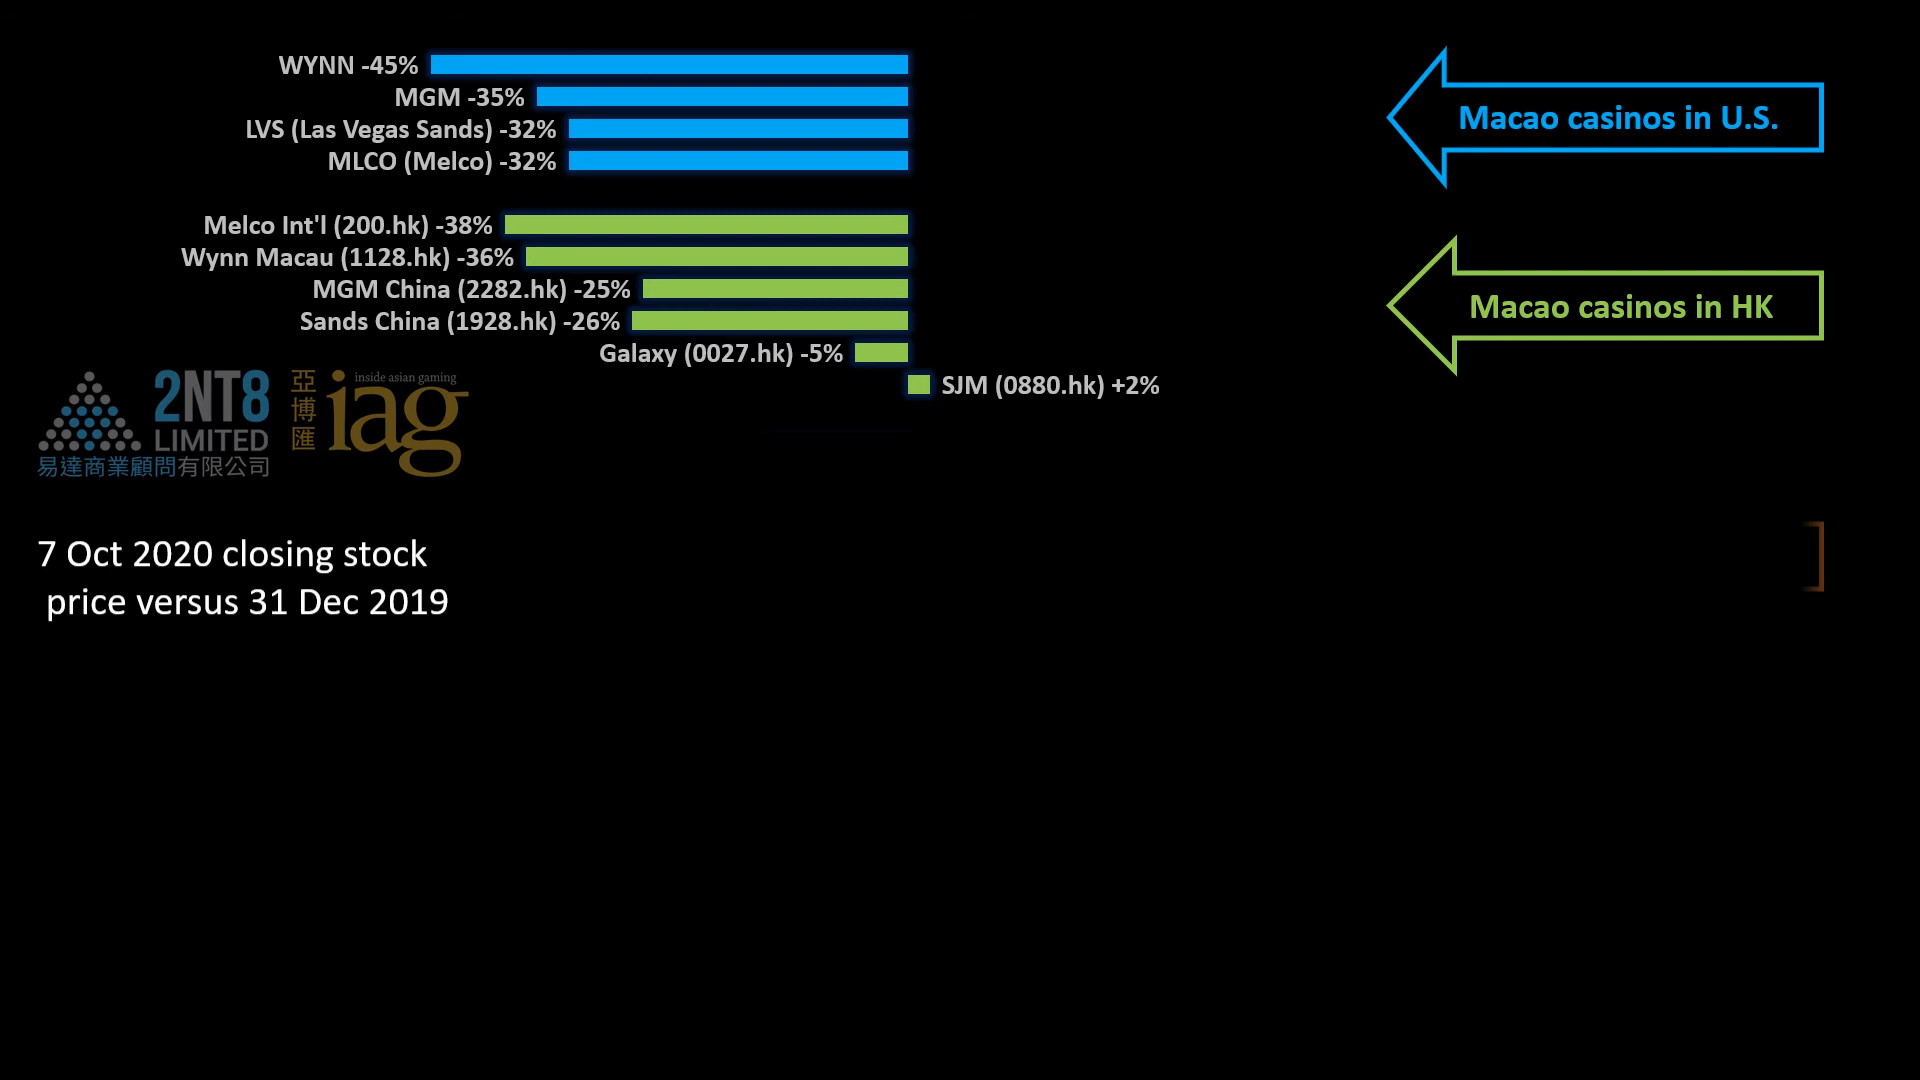 WYNN -45%
MGM -35%
LVS (Las Vegas Sands) -32%
MLCO (Melco) -32%
Macao casinos in U.S.
Melco Int'l (200.hk) -38%
Wynn Macau (1128.hk) -36%
MGM China (2282.hk) -25%
Sands China (1928.hk) -26%
Galaxy (0027.hk) -5%
SJM (0880.hk) +2%
Macao casinos in HK
2NT8
LIMITED
易達商業顧問有限公司
亞博匯
inside asian gaming
iag
7 Oct 2020 closing stock
price versus 31 Dec 2019